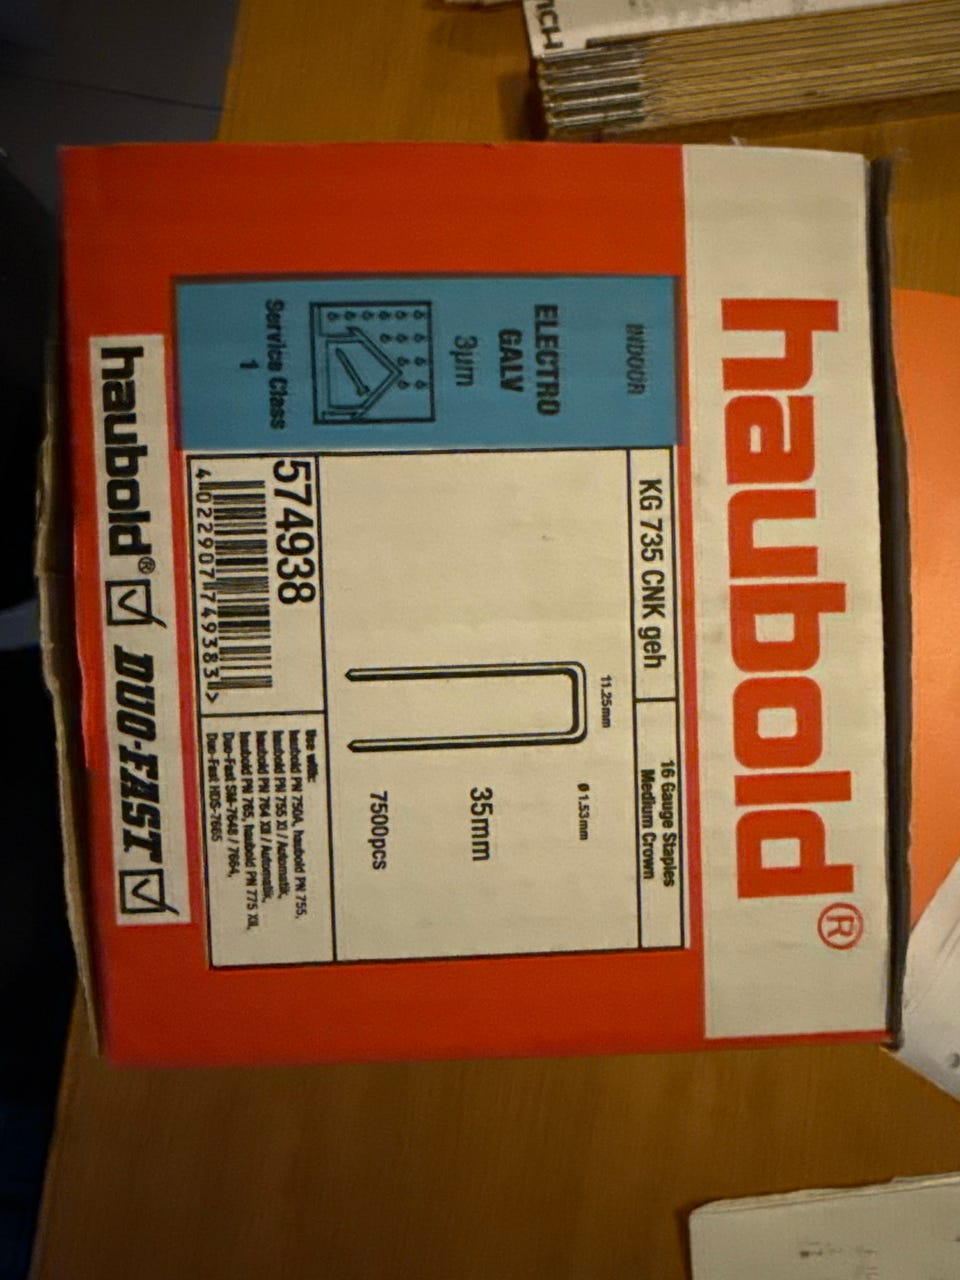 haubold®
INDOOR
ELECTRO
GALV
3µm
Service Class
1
KG 735 CNK geh
16 Gauge Staples
Medium Crown
11.25mm
ø1.53mm
35mm
7500pcs
574938
4 022907 749383 >
Use with:
haubold PN 750A, haubold PN 755,
haubold PN 755 XI / Automatik,
haubold PN 764 XII / Automatik,
haubold PN 765, haubold PN 775 XII,
Duo-Fast SM-7648 / 7664,
Duo-Fast HDS-7665
haubold® DUO-FAST